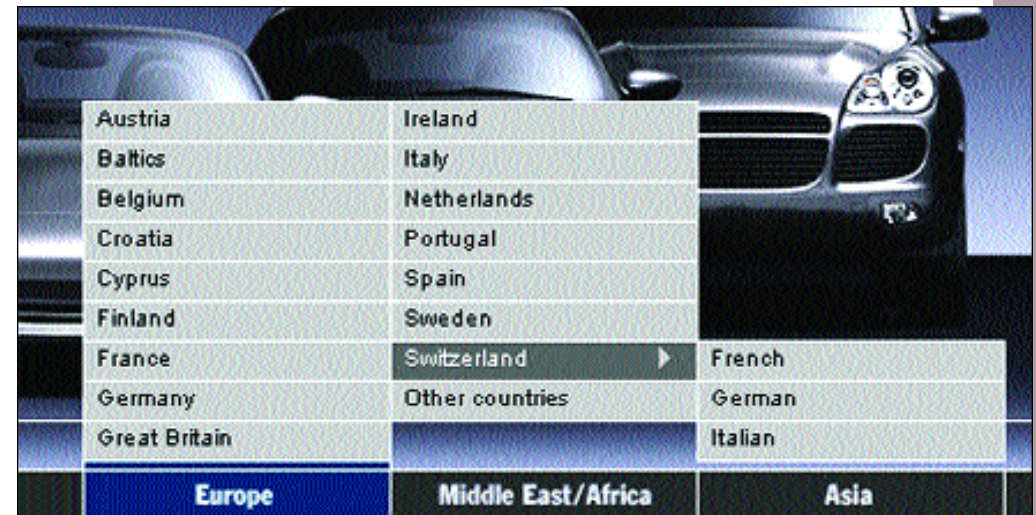 Austria
Baltics
Belgium
Croatia
Cyprus
Finland
France
Germany
Great Britain
Ireland
Italy
Netherlands
Portugal
Spain
Sweden
Switzerland
Other countries
French
German
Italian
Europe
Middle East/Africa
Asia